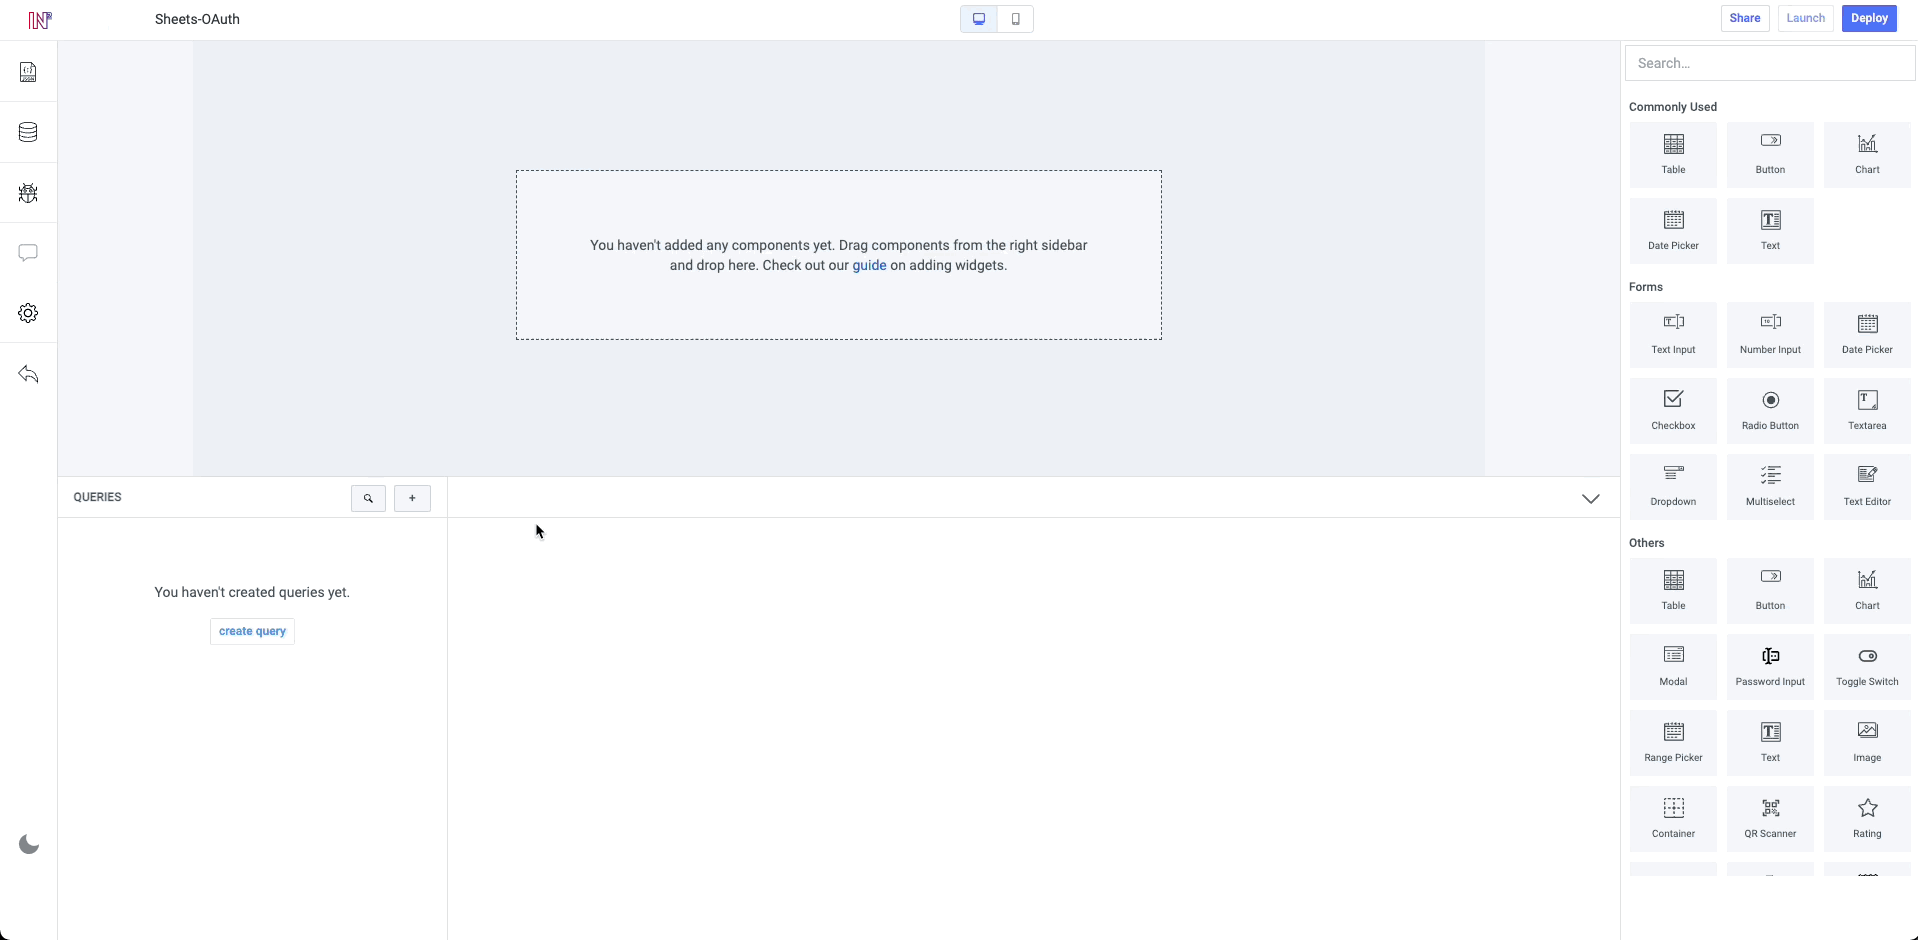 Sheets-OAuth
Share
Launch
Deploy
Search...
Commonly Used
Table
Button
Chart
Date Picker
Text
You haven't added any components yet. Drag components from the right sidebar
and drop here. Check out our guide on adding widgets.
Forms
Text Input
Number Input
Date Picker
Checkbox
Radio Button
Textarea
Dropdown
Multiselect
Text Editor
QUERIES
+
You haven't created queries yet.
create query
Others
Table
Button
Chart
Modal
Password Input
Toggle Switch
Range Picker
Text
Image
Container
QR Scanner
Rating